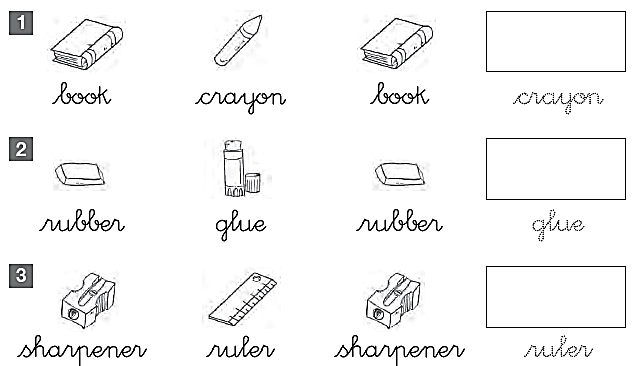 1
book crayon book crayon
2
rubber glue rubber glue
3
sharpener ruler sharpener ruler